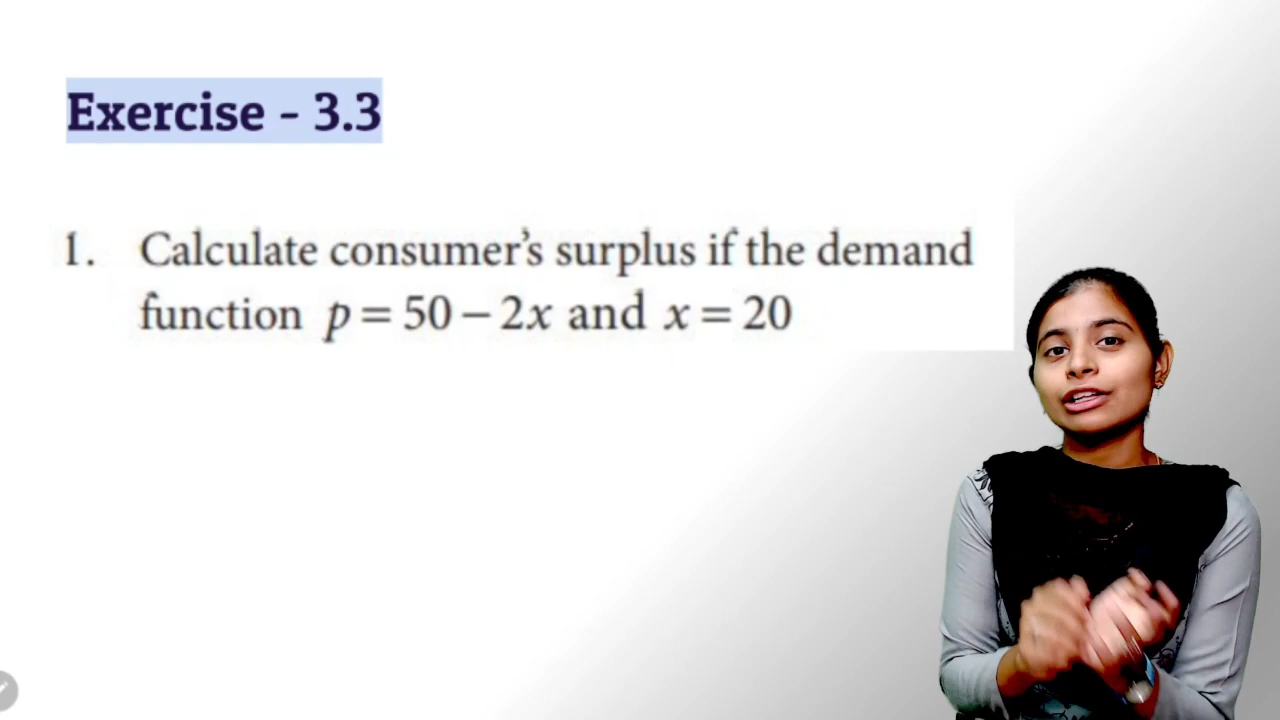 Exercise - 3.3
1. Calculate consumer's surplus if the demand
function p = 50 – 2x and x = 20